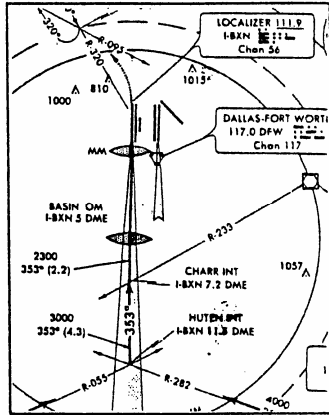 LOCALIZER 111.9
I-BXN
Chan 56
-320°
R-095
R-320
810
1000
1015
DALLAS-FORT WORTH
117.0 DFW
Chan 117
MM
BASIN OM
I-BXN 5 DME
R-233
2300
353° (2.2)
CHARR INT
I-BXN 7.2 DME
1057
HUTEN INT
I-BXN 11.5 DME
3000
353° (4.3)
353°
R-055
R-282
4000
1